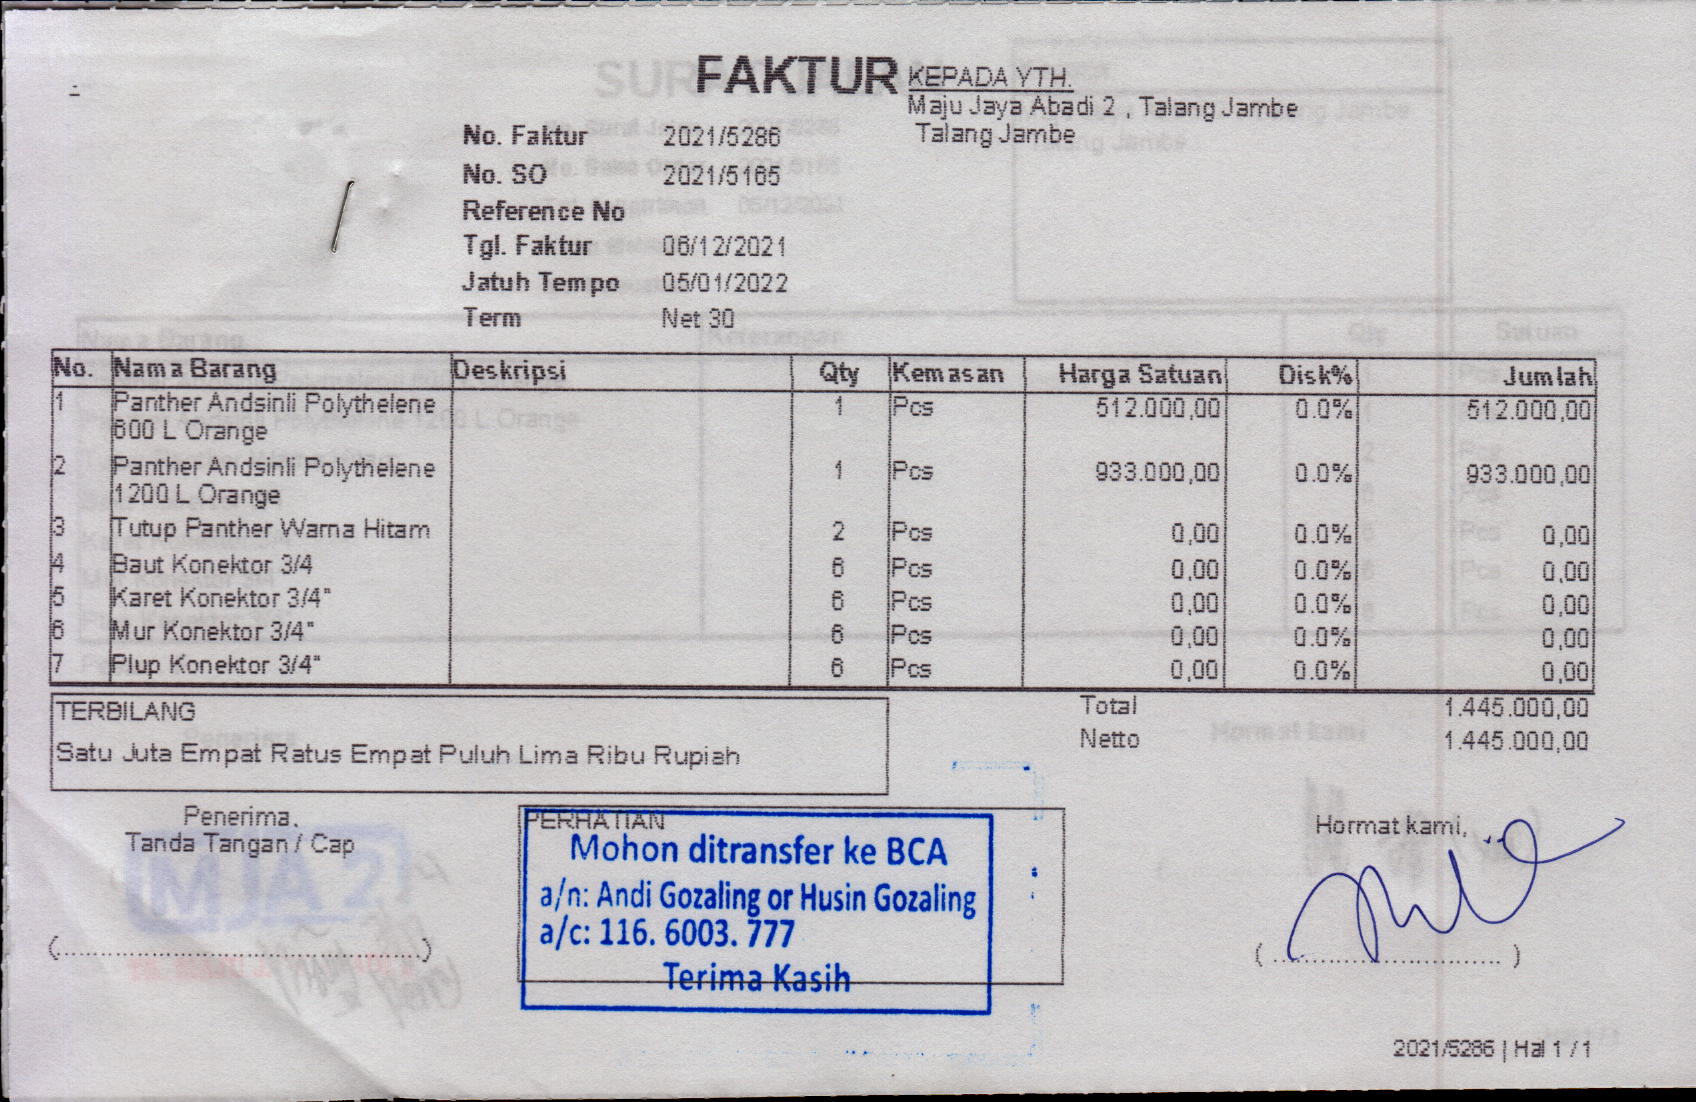 FAKTUR
KEPADA YTH.
Maju Jaya Abadi 2 , Talang Jambe
Talang Jambe
No. Faktur 2021/5286
No. SO 2021/5165
Reference No
Tgl. Faktur 06/12/2021
Jatuh Tempo 05/01/2022
Term Net 30
No. Nama Barang Deskripsi Qty Kemasan Harga Satuan Disk% Jumlah
1 Panther Andsinli Polythelene 1 Pcs 512.000,00 0.0% 512.000,00
600 L Orange
2 Panther Andsinli Polythelene 1 Pcs 933.000,00 0.0% 933.000,00
1200 L Orange
3 Tutup Panther Warna Hitam 2 Pcs 0,00 0.0% 0,00
4 Baut Konektor 3/4 6 Pcs 0,00 0.0% 0,00
5 Karet Konektor 3/4" 6 Pcs 0,00 0.0% 0,00
6 Mur Konektor 3/4" 6 Pcs 0,00 0.0% 0,00
7 Plup Konektor 3/4" 6 Pcs 0,00 0.0% 0,00
TERBILANG
Satu Juta Empat Ratus Empat Puluh Lima Ribu Rupiah
Total 1.445.000,00
Netto 1.445.000,00
Penerima,
Tanda Tangan / Cap
MJA 2
PERHATIAN
Mohon ditransfer ke BCA
a/n: Andi Gozaling or Husin Gozaling
a/c: 116. 6003. 777
Terima Kasih
Hormat kami,
2021/5286 | Hal 1 / 1